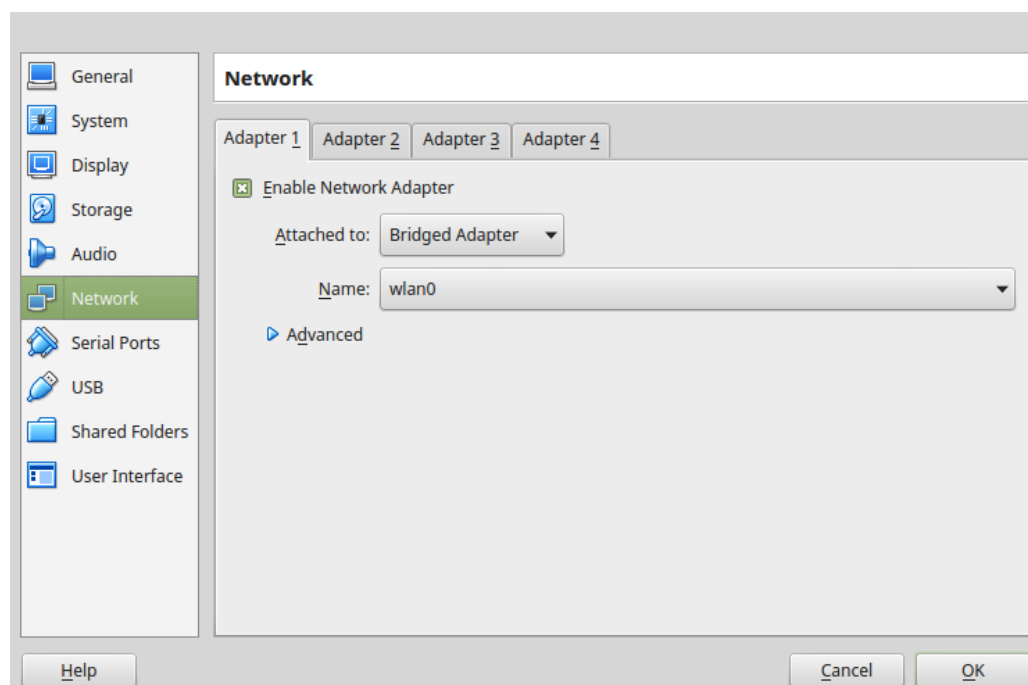 General
System
Display
Storage
Audio
Network
Serial Ports
USB
Shared Folders
User Interface
Network
Adapter 1 Adapter 2 Adapter 3 Adapter 4
Enable Network Adapter
Attached to: Bridged Adapter
Name: wlan0
Advanced
Help Cancel OK